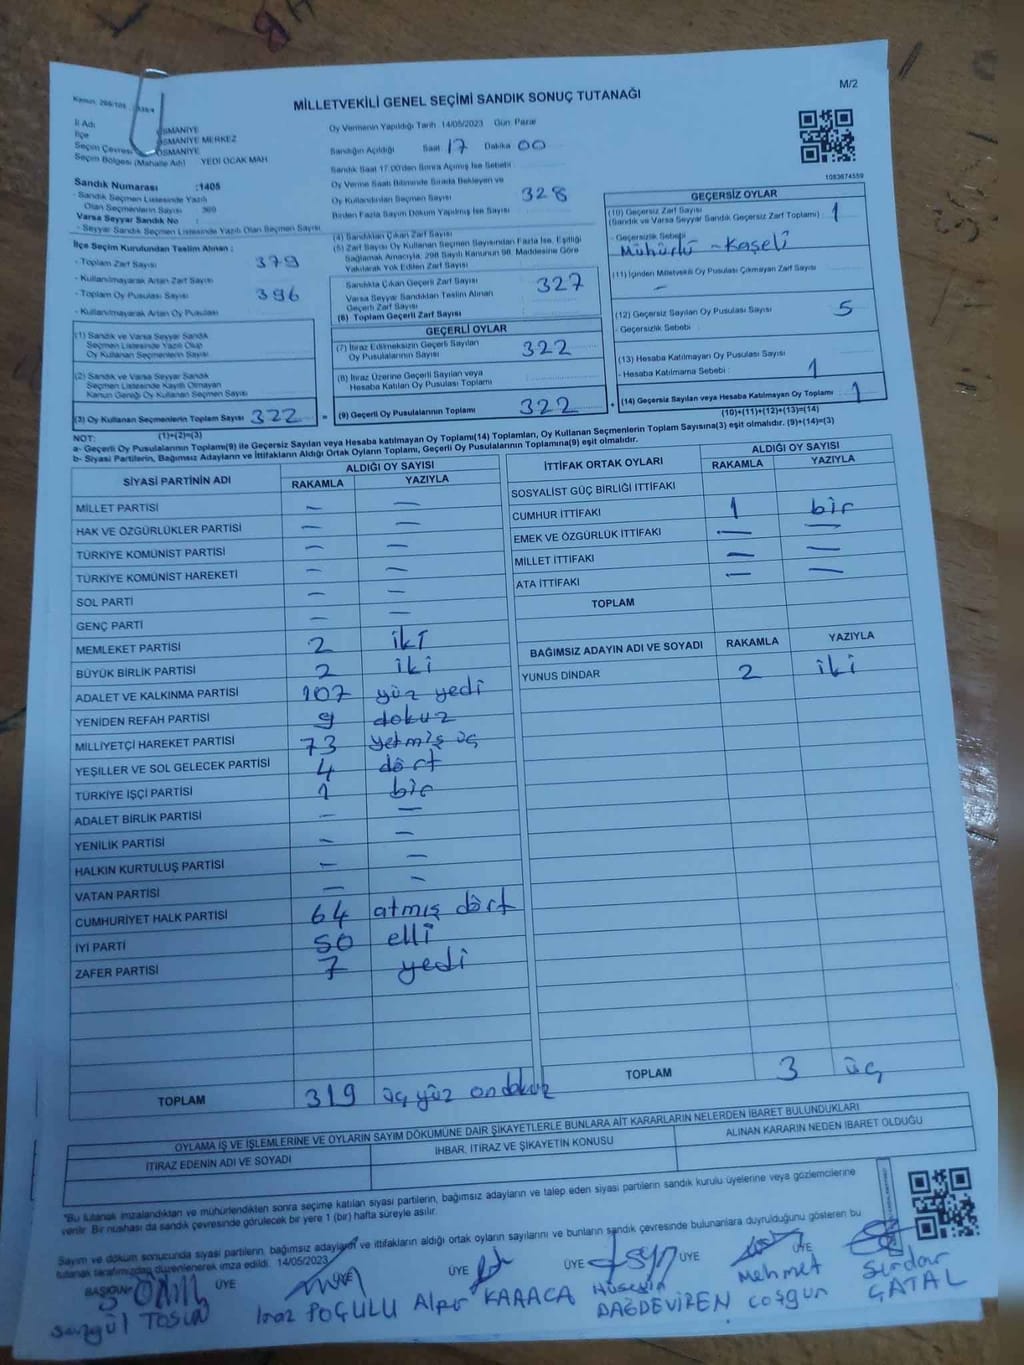 M/2
MİLLETVEKİLİ GENEL SEÇİMİ SANDIK SONUÇ TUTANAĞI
İl Adı OSMANİYE
İlçe OSMANİYE MERKEZ
Seçim Çevresi OSMANİYE
Seçim Bölgesi (Mahalle Adı) YEDİ OCAK MAH
Sandık Numarası :1405
- Sandık Seçmen Listesinde Yazılı
Olan Seçmenlerin Sayısı
Varsa Seyyar Sandık No :
- Seyyar Sandık Seçmen Listesinde Yazılı Olan Seçmen Sayısı
İlçe Seçim Kurulundan Teslim Alınan :
- Toplam Zarf Sayısı 379
- Kullanılmayarak Artan Zarf Sayısı
- Toplam Oy Pusulası Sayısı 396
- Kullanılmayarak Artan Oy Pusulası
(1) Sandık ve Varsa Seyyar Sandık
Seçmen Listesinde Yazılı Olup
Oy Kullanan Seçmenlerin Sayısı
(2) Sandık ve Varsa Seyyar Sandık
Seçmen Listesinde Kayıtlı Olmayan
Kanun Gereği Oy Kullanan Seçmen Sayısı
(3) Oy Kullanan Seçmenlerin Toplam Sayısı 322 =
(1)+(2)=(3)
Oy Vermenin Yapıldığı Tarih 14/05/2023 Gün Pazar
Sandığın Açıldığı Saat 17 Dakika 00
Sandık Saat 17.00'den Sonra Açılmış İse Sebebi
Oy Verme Saati Bitiminde Sırada Bekleyen ve
Oy Kullandırılan Seçmen Sayısı 328
Birden Fazla Sayım Döküm Yapılmış İse Sayısı
(4) Sandıktan Çıkan Zarf Sayısı
(5) Zarf Sayısı Oy Kullanan Seçmen Sayısından Fazla İse, Eşitliği
Sağlamak Amacıyla, 298 Sayılı Kanunun 98. Maddesine Göre
Yakılarak Yok Edilen Zarf Sayısı
Sandıkta Çıkan Geçerli Zarf Sayısı 327
Varsa Seyyar Sandıktan Teslim Alınan
Geçerli Zarf Sayısı
(6) Toplam Geçerli Zarf Sayısı
GEÇERLİ OYLAR
(7) İtiraz Edilmeksizin Geçerli Sayılan
Oy Pusulalarının Sayısı 322
(8) İtiraz Üzerine Geçerli Sayılan veya
Hesaba Katılan Oy Pusulası Toplamı
(9) Geçerli Oy Pusulalarının Toplamı 322 +
1083674559
GEÇERSİZ OYLAR
(10) Geçersiz Zarf Sayısı 1
(Sandık ve Varsa Seyyar Sandık Geçersiz Zarf Toplamı)
- Geçersizlik Sebebi
Mühürlü - Kaşeli
(11) İçinden Milletvekili Oy Pusulası Çıkmayan Zarf Sayısı
-
(12) Geçersiz Sayılan Oy Pusulası Sayısı 5
- Geçersizlik Sebebi :
(13) Hesaba Katılmayan Oy Pusulası Sayısı
- Hesaba Katılmama Sebebi : 1
(14) Geçersiz Sayılan veya Hesaba Katılmayan Oy Toplamı 1
(10)+(11)+(12)+(13)=(14)
NOT:
a- Geçerli Oy Pusulalarının Toplamı(9) ile Geçersiz Sayılan veya Hesaba katılmayan Oy Toplamı(14) Toplamları, Oy Kullanan Seçmenlerin Toplam Sayısına(3) eşit olmalıdır. (9)+(14)=(3)
b- Siyasi Partilerin, Bağımsız Adayların ve İttifakların Aldığı Ortak Oyların Toplamı, Geçerli Oy Pusulalarının Toplamına(9) eşit olmalıdır.
SİYASİ PARTİNİN ADI ALDIĞI OY SAYISI
RAKAMLA YAZIYLA
MİLLET PARTİSİ - -
HAK VE ÖZGÜRLÜKLER PARTİSİ - -
TÜRKİYE KOMÜNİST PARTİSİ - -
TÜRKİYE KOMÜNİST HAREKETİ - -
SOL PARTİ - -
GENÇ PARTİ - -
MEMLEKET PARTİSİ 2 iki
BÜYÜK BİRLİK PARTİSİ 2 iki
ADALET VE KALKINMA PARTİSİ 107 yüz yedi
YENİDEN REFAH PARTİSİ 9 dokuz
MİLLİYETÇİ HAREKET PARTİSİ 73 yetmiş üç
YEŞİLLER VE SOL GELECEK PARTİSİ 4 dört
TÜRKİYE İŞÇİ PARTİSİ 1 bir
ADALET BİRLİK PARTİSİ - -
YENİLİK PARTİSİ - -
HALKIN KURTULUŞ PARTİSİ - -
VATAN PARTİSİ - -
CUMHURİYET HALK PARTİSİ 64 atmış dört
İYİ PARTİ 50 elli
ZAFER PARTİSİ 7 yedi
TOPLAM 319 üç yüz on dokuz
İTTİFAK ORTAK OYLARI ALDIĞI OY SAYISI
RAKAMLA YAZIYLA
SOSYALİST GÜÇ BİRLİĞİ İTTİFAKI
CUMHUR İTTİFAKI 1 bir
EMEK VE ÖZGÜRLÜK İTTİFAKI - -
MİLLET İTTİFAKI - -
ATA İTTİFAKI - -
TOPLAM
BAĞIMSIZ ADAYIN ADI VE SOYADI RAKAMLA YAZIYLA
YUNUS DİNDAR 2 iki
TOPLAM 3 üç
OYLAMA İŞ VE İŞLEMLERİNE VE OYLARIN SAYIM DÖKÜMÜNE DAİR ŞİKAYETLERLE BUNLARA AİT KARARLARIN NELERDEN İBARET BULUNDUKLARI
İTİRAZ EDENİN ADI VE SOYADI İHBAR, İTİRAZ VE ŞİKAYETİN KONUSU ALINAN KARARIN NEDEN İBARET OLDUĞU
"Bu tutanak imzalandıktan ve mühürlendikten sonra seçime katılan siyasi partilerin, bağımsız adayların ve talep eden siyasi partilerin sandık kurulu üyelerine veya gözlemcilerine
verilir. Bir nüshası da sandık çevresinde görülecek bir yere 1 (bir) hafta süreyle asılır.
Sayım ve döküm sonucunda siyasi partilerin, bağımsız adayların ve ittifakların aldığı ortak oyların sayılarını ve bunların sandık çevresinde bulunanlara duyrulduğunu gösteren bu
tutanak tarafımızdan düzenlenerek imza edildi. 14/05/2023
BAŞKAN ÜYE ÜYE ÜYE ÜYE ÜYE
TOSUN
POĞULU
Alper KARACA
Hüseyin DAĞDEVİREN
Mehmet Coşgun
Serdar ÇATAL